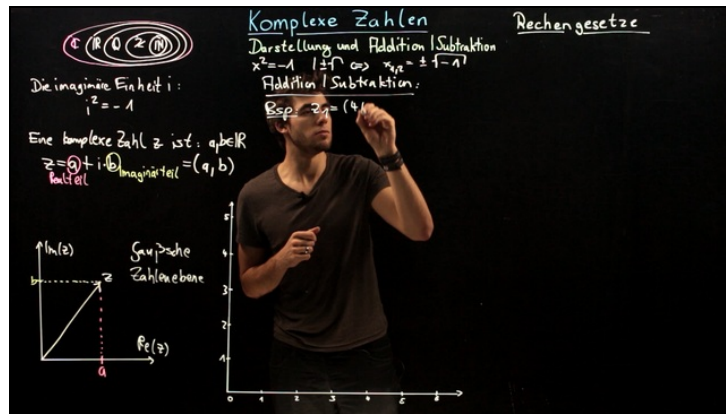 Komplexe Zahlen
Darstellung und Addition | Subtraktion
x² = -1 | ±√ ⇔ x₁,₂ = ±√-1
Addition | Subtraktion:
Bsp: z₁ = (4|
Rechengesetze
ℂ ℝ ℚ ℤ ℕ
Die imaginäre Einheit i:
i² = -1
Eine komplexe Zahl z ist: a,b∈ℝ
z = a + i·b = (a, b)
Realteil Imaginärteil
Im(z)
Gaußsche
Zahlenebene
b
z
Re(z)
a
5
3
2
1
0 1 2 3 4 5 6